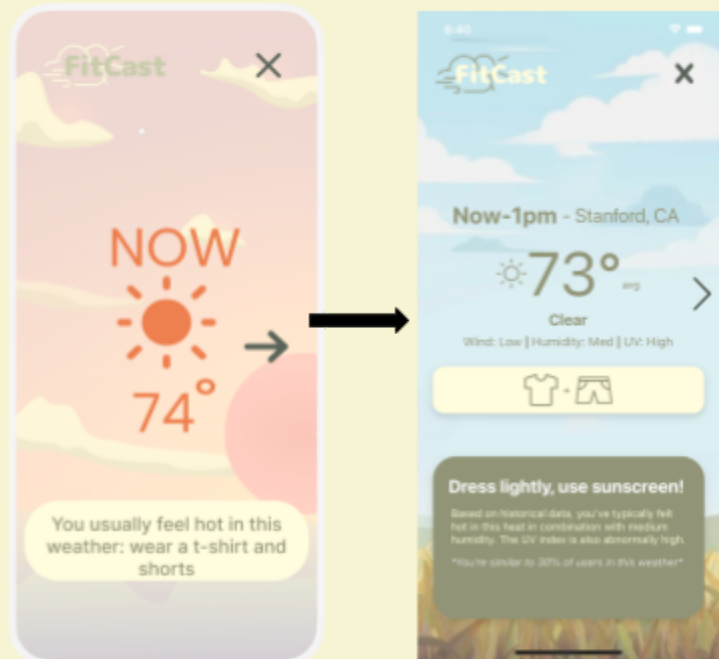 FitCast
NOW
74°
You usually feel hot in this
weather: wear a t-shirt and
shorts
6:40
FitCast
Now-1pm - Stanford, CA
73° avg
Clear
Wind: Low | Humidity: Med | UV: High
Dress lightly, use sunscreen!
Based on historical data, you've typically felt
hot in this heat in combination with medium
humidity. The UV index is also abnormally high.
*You're similar to 30% of users in this weather*